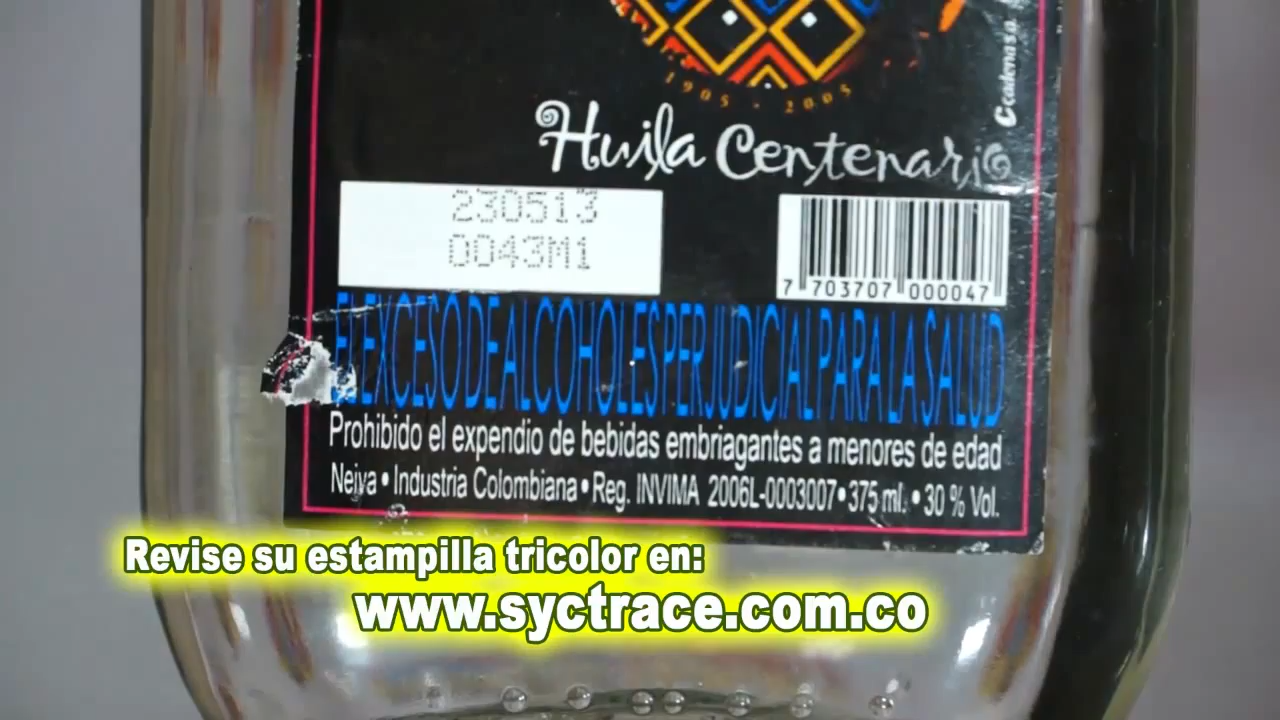 1905 - 2005
Huila Centenario
Ccadenas.a.
230513
0043M1
7 703707 000047
EL EXCESO DE ALCOHOL ES PERJUDICIAL PARA LA SALUD
Prohibido el expendio de bebidas embriagantes a menores de edad
Neiva • Industria Colombiana • Reg. INVIMA 2006L-0003007 • 375 ml. • 30 % Vol.
Revise su estampilla tricolor en:
www.syctrace.com.co